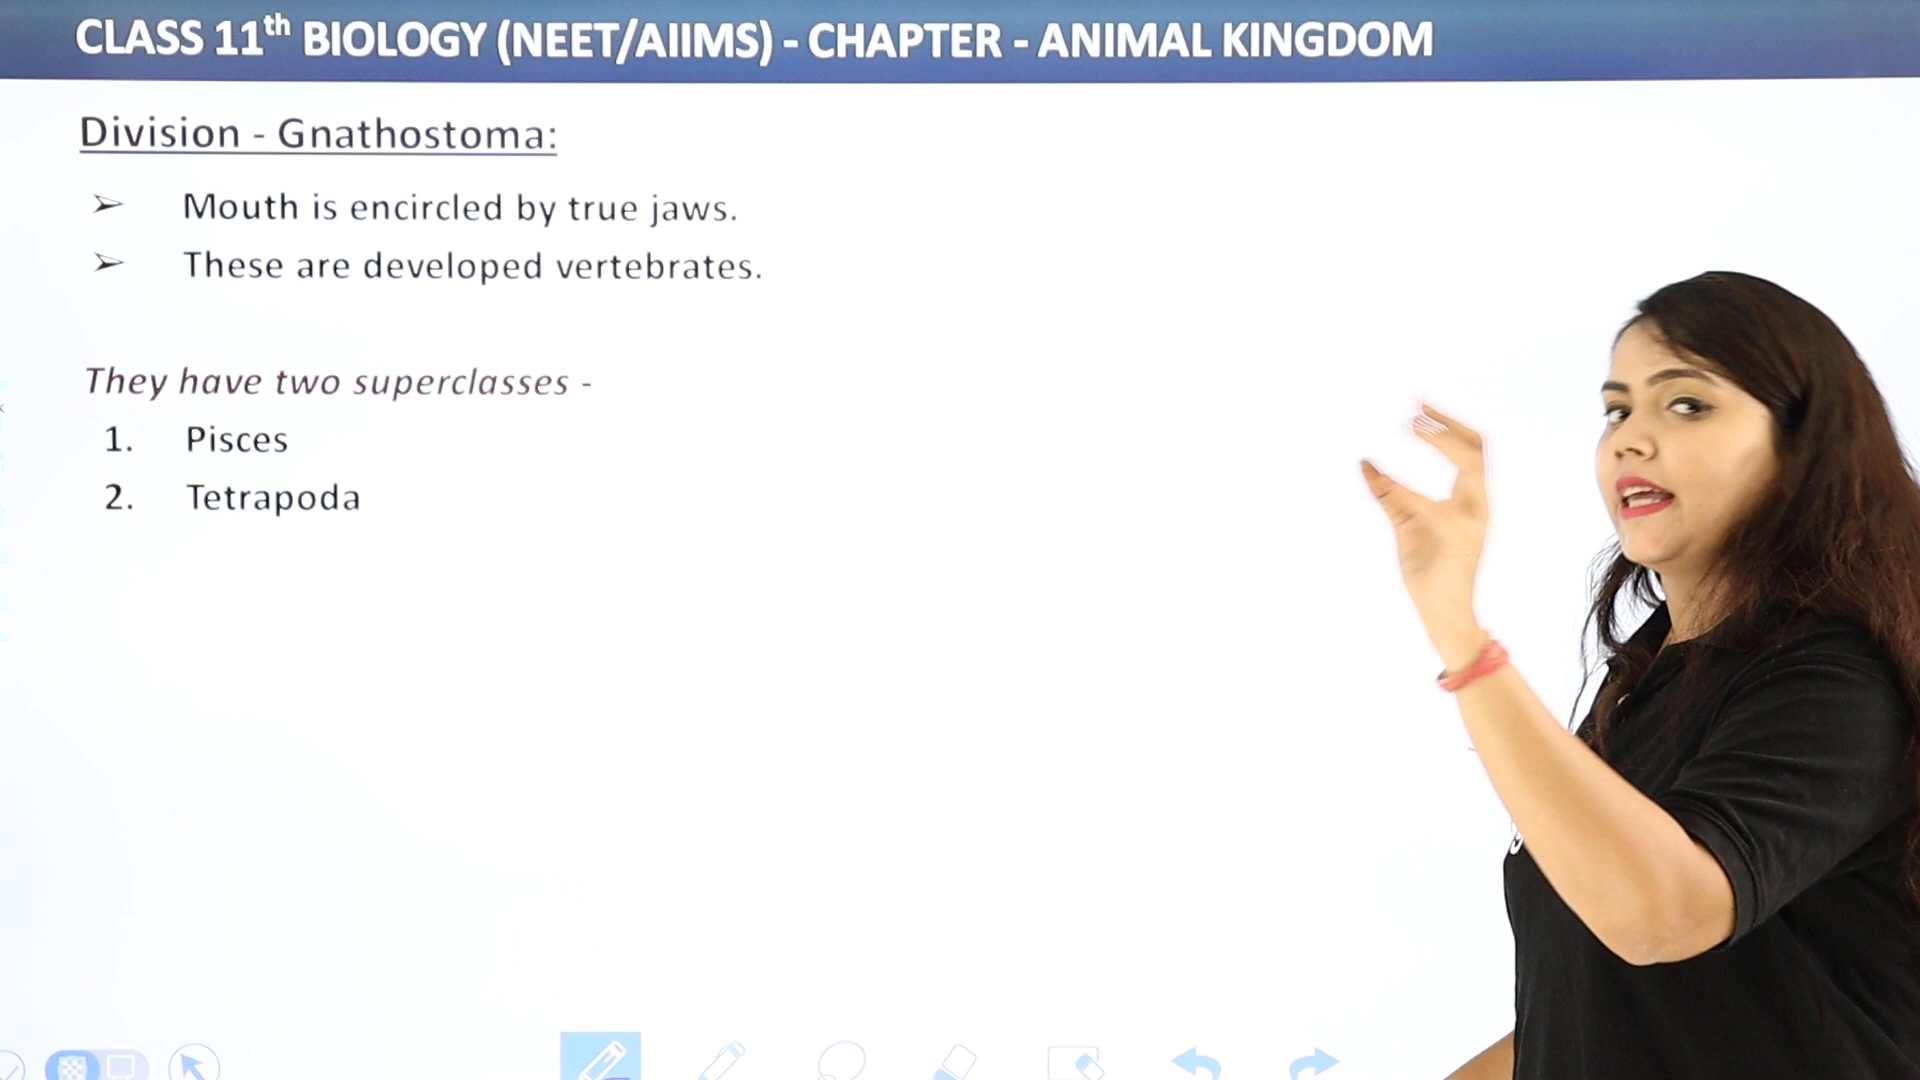 CLASS 11th BIOLOGY (NEET/AIIMS) - CHAPTER - ANIMAL KINGDOM
Division - Gnathostoma:
➢ Mouth is encircled by true jaws.
➢ These are developed vertebrates.
They have two superclasses -
1. Pisces
2. Tetrapoda